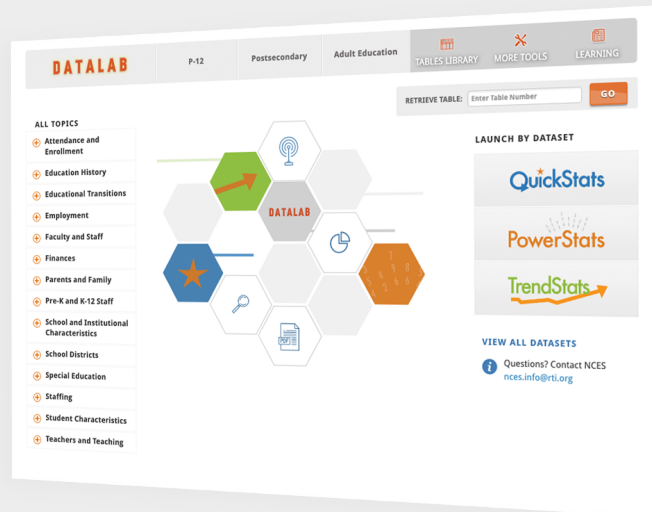 DATALAB
P-12
Postsecondary
Adult Education
TABLES LIBRARY
MORE TOOLS
LEARNING
RETRIEVE TABLE:
Enter Table Number
GO
ALL TOPICS
Attendance and
Enrollment
Education History
Educational Transitions
Employment
Faculty and Staff
Finances
Parents and Family
Pre-K and K-12 Staff
School and Institutional
Characteristics
School Districts
Special Education
Staffing
Student Characteristics
Teachers and Teaching
DATALAB
PDF
LAUNCH BY DATASET
QuickStats
PowerStats
TrendStats
VIEW ALL DATASETS
Questions? Contact NCES
nces.info@rti.org